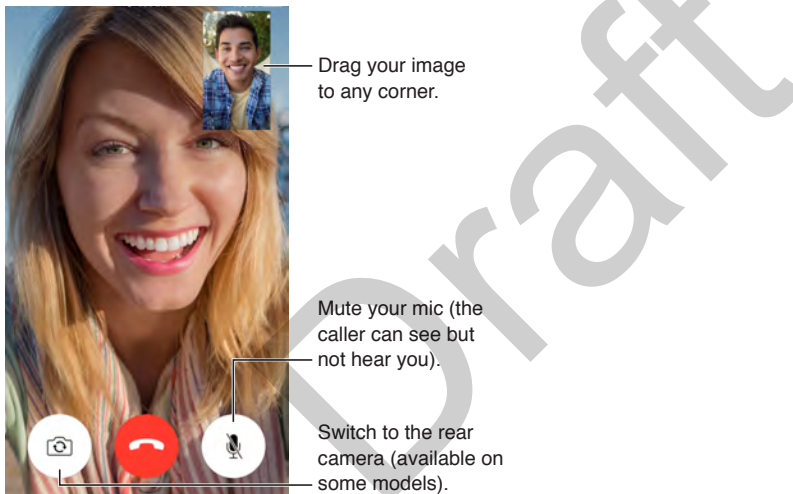 Drag your image
to any corner.
Mute your mic (the
caller can see but
not hear you).
Switch to the rear
camera (available on
some models).
Draft